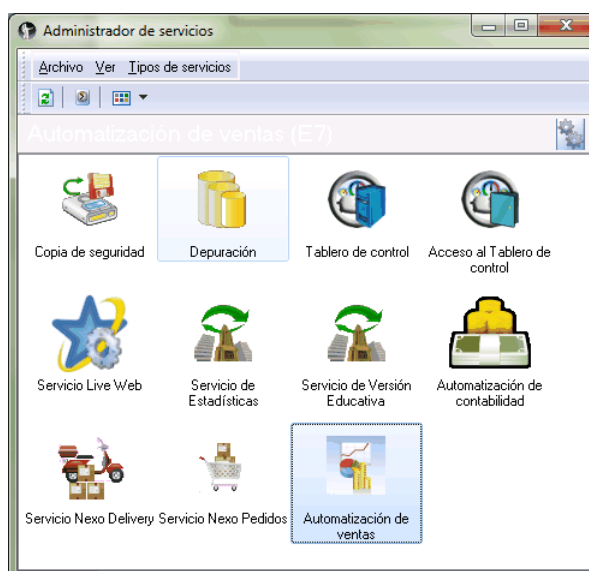 Administrador de servicios
Archivo Ver Tipos de servicios
Automatización de ventas (E7)
Copia de seguridad
Depuración
Tablero de control
Acceso al Tablero de
control
Servicio Live Web
Servicio de
Estadísticas
Servicio de Versión
Educativa
Automatización de
contabilidad
Servicio Nexo Delivery
Servicio Nexo Pedidos
Automatización de
ventas